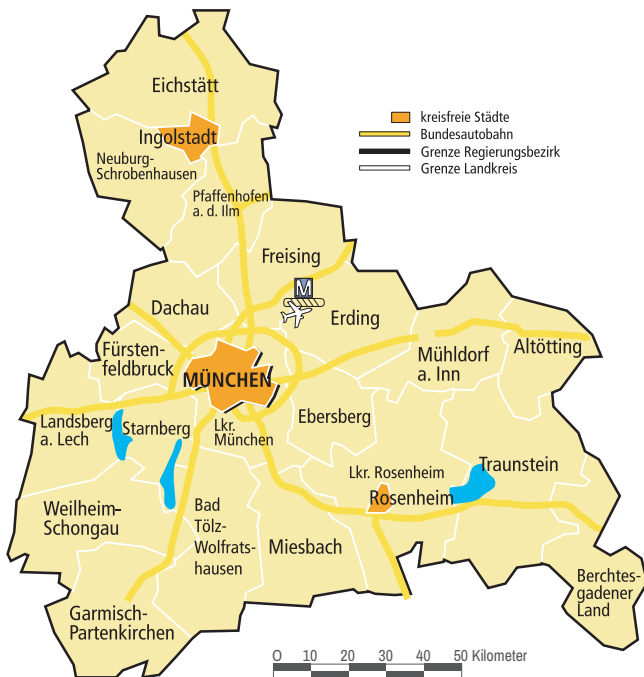 Eichstätt
kreisfreie Städte
Bundesautobahn
Grenze Regierungsbezirk
Grenze Landkreis
Ingolstadt
Neuburg-
Schrobenhausen
Pfaffenhofen
a. d. Ilm
Freising
M
Dachau
Erding
Fürsten-
feldbruck
Mühldorf
a. Inn
Altötting
MÜNCHEN
Ebersberg
Landsberg
a. Lech
Starnberg
Lkr.
München
Lkr. Rosenheim
Rosenheim
Traunstein
Weilheim-
Schongau
Bad
Tölz-
Wolfrats-
hausen
Miesbach
Berchtes-
gadener
Land
Garmisch-
Partenkirchen
0 10 20 30 40 50 Kilometer